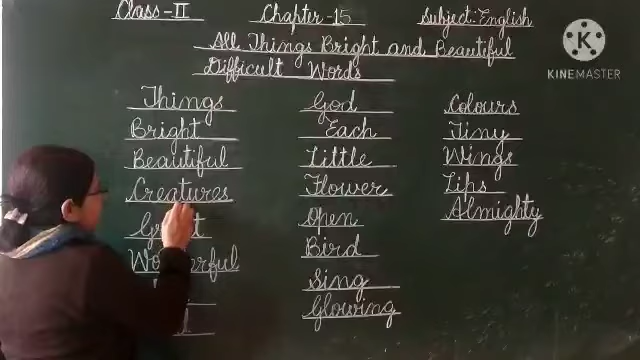 Class-II Chapter-15 Subject:English
All Things Bright and Beautiful
Difficult Words
KINEMASTER
Things God Colours
Bright Each Tiny
Beautiful Little Wings
Creatures Flower Lips
Open Almighty
Bird
Sing
Glowing